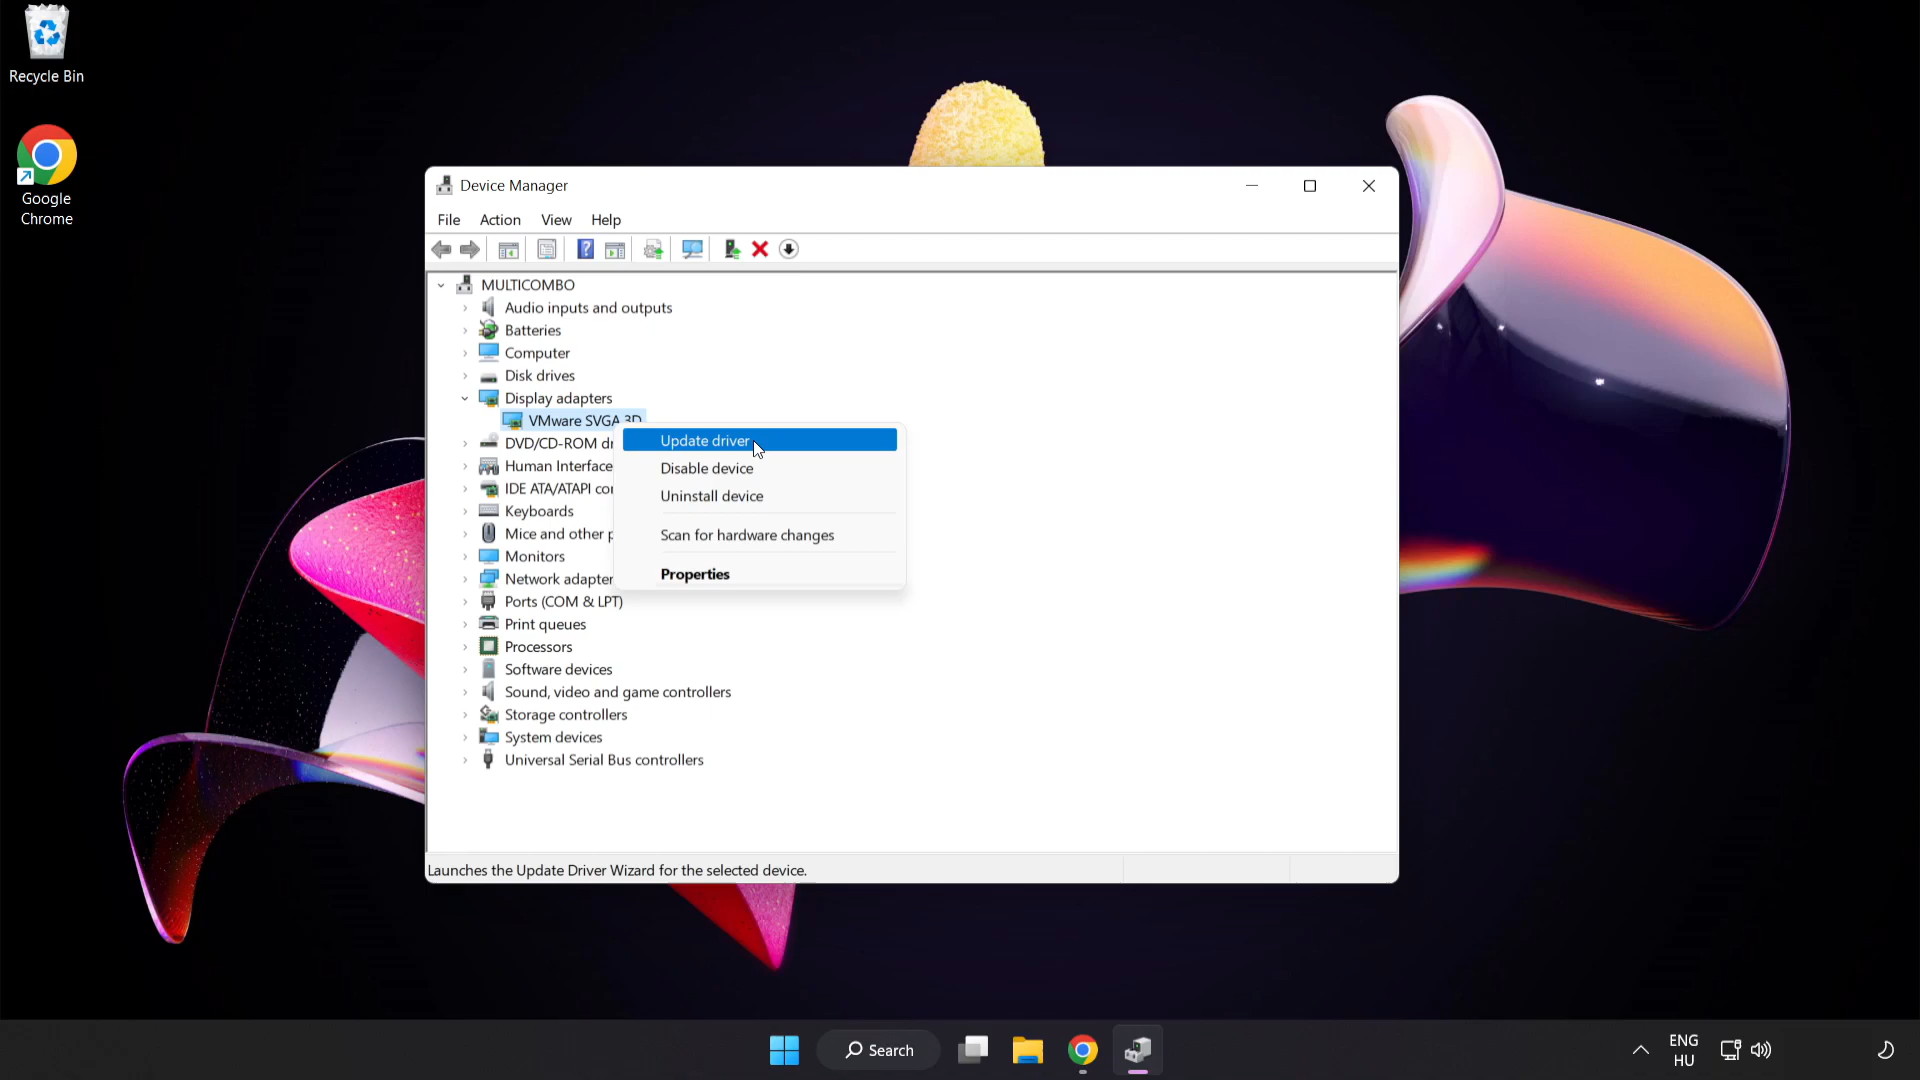 Recycle Bin
Google
Chrome
Device Manager
File Action View Help
MULTICOMBO
Audio inputs and outputs
Batteries
Computer
Disk drives
Display adapters
VMware SVGA 3D
DVD/CD-ROM dr
Human Interface
IDE ATA/ATAPI con
Keyboards
Mice and other p
Monitors
Network adapter
Ports (COM & LPT)
Print queues
Processors
Software devices
Sound, video and game controllers
Storage controllers
System devices
Universal Serial Bus controllers
Update driver
Disable device
Uninstall device
Scan for hardware changes
Properties
Launches the Update Driver Wizard for the selected device.
Search
ENG
HU